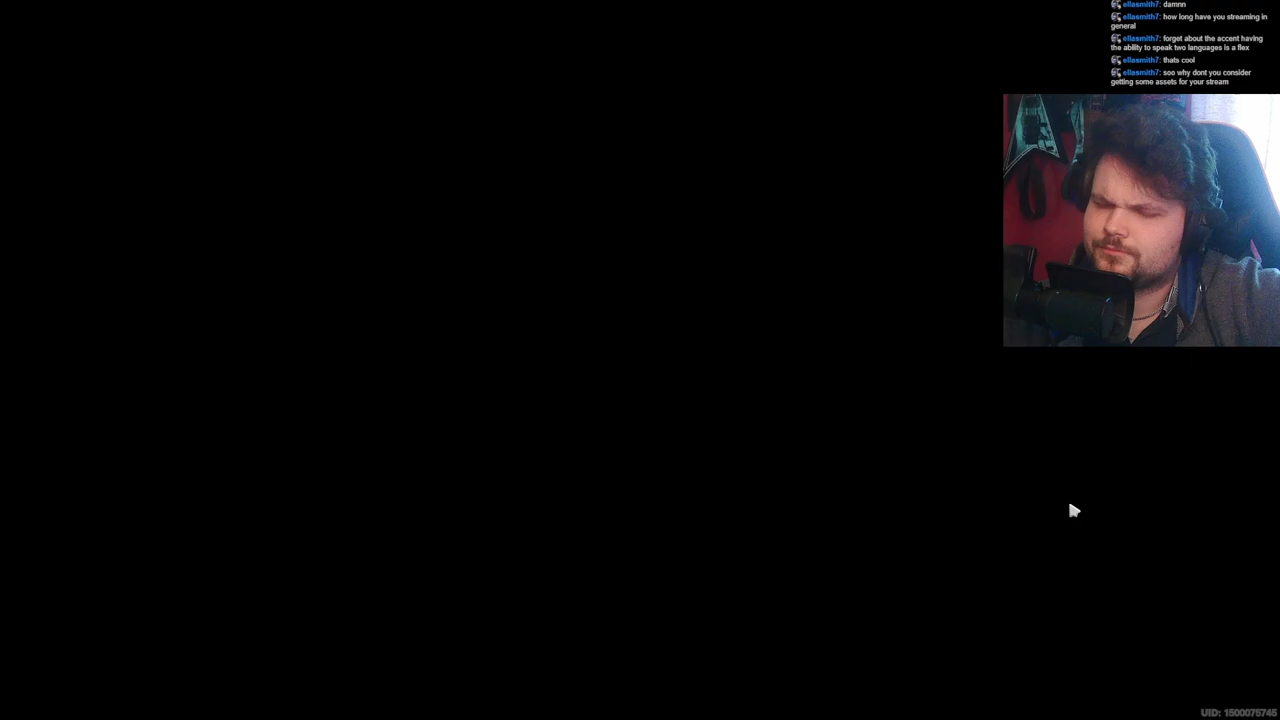 ellasmith7: damnn
ellasmith7: how long have you streaming in
general
ellasmith7: forget about the accent having
the ability to speak two languages is a flex
ellasmith7: thats cool
ellasmith7: soo why dont you consider
getting some assets for your stream
UID: 1500075745